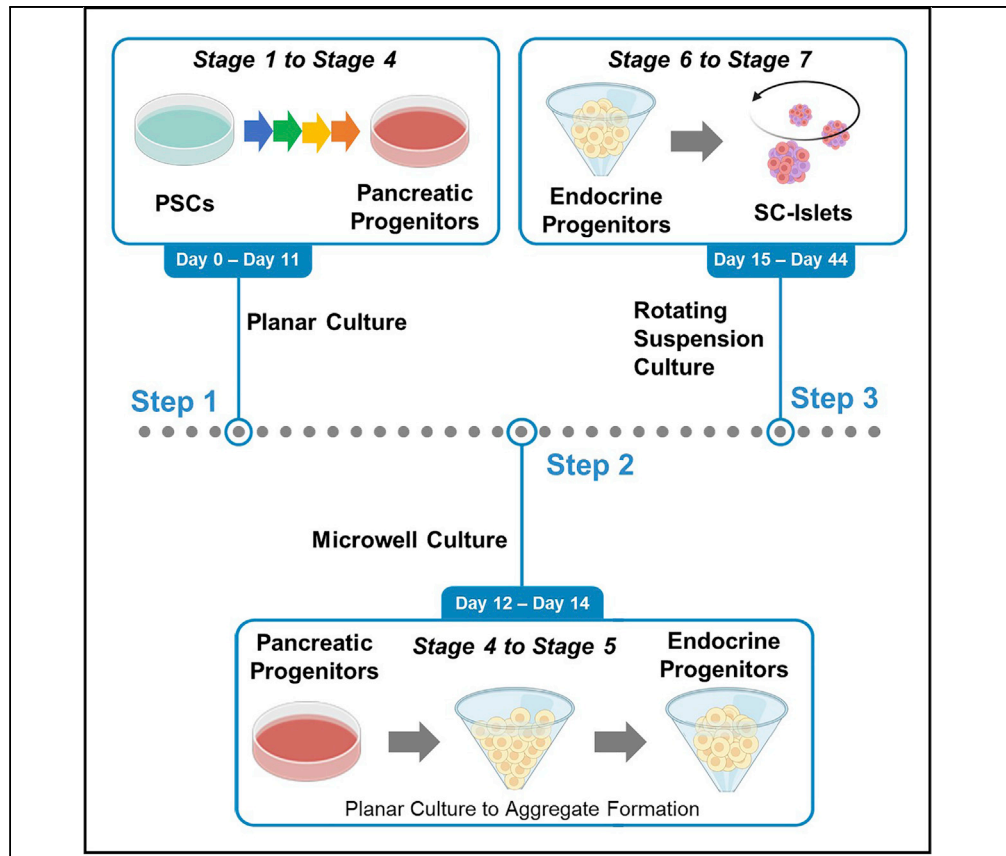 Stage 1 to Stage 4
PSCs
Pancreatic
Progenitors
Day 0 – Day 11
Planar Culture
Step 1
Stage 6 to Stage 7
Endocrine
Progenitors
SC-Islets
Day 15 – Day 44
Rotating
Suspension
Culture
Step 3
Step 2
Microwell Culture
Day 12 – Day 14
Pancreatic
Progenitors
Stage 4 to Stage 5
Endocrine
Progenitors
Planar Culture to Aggregate Formation